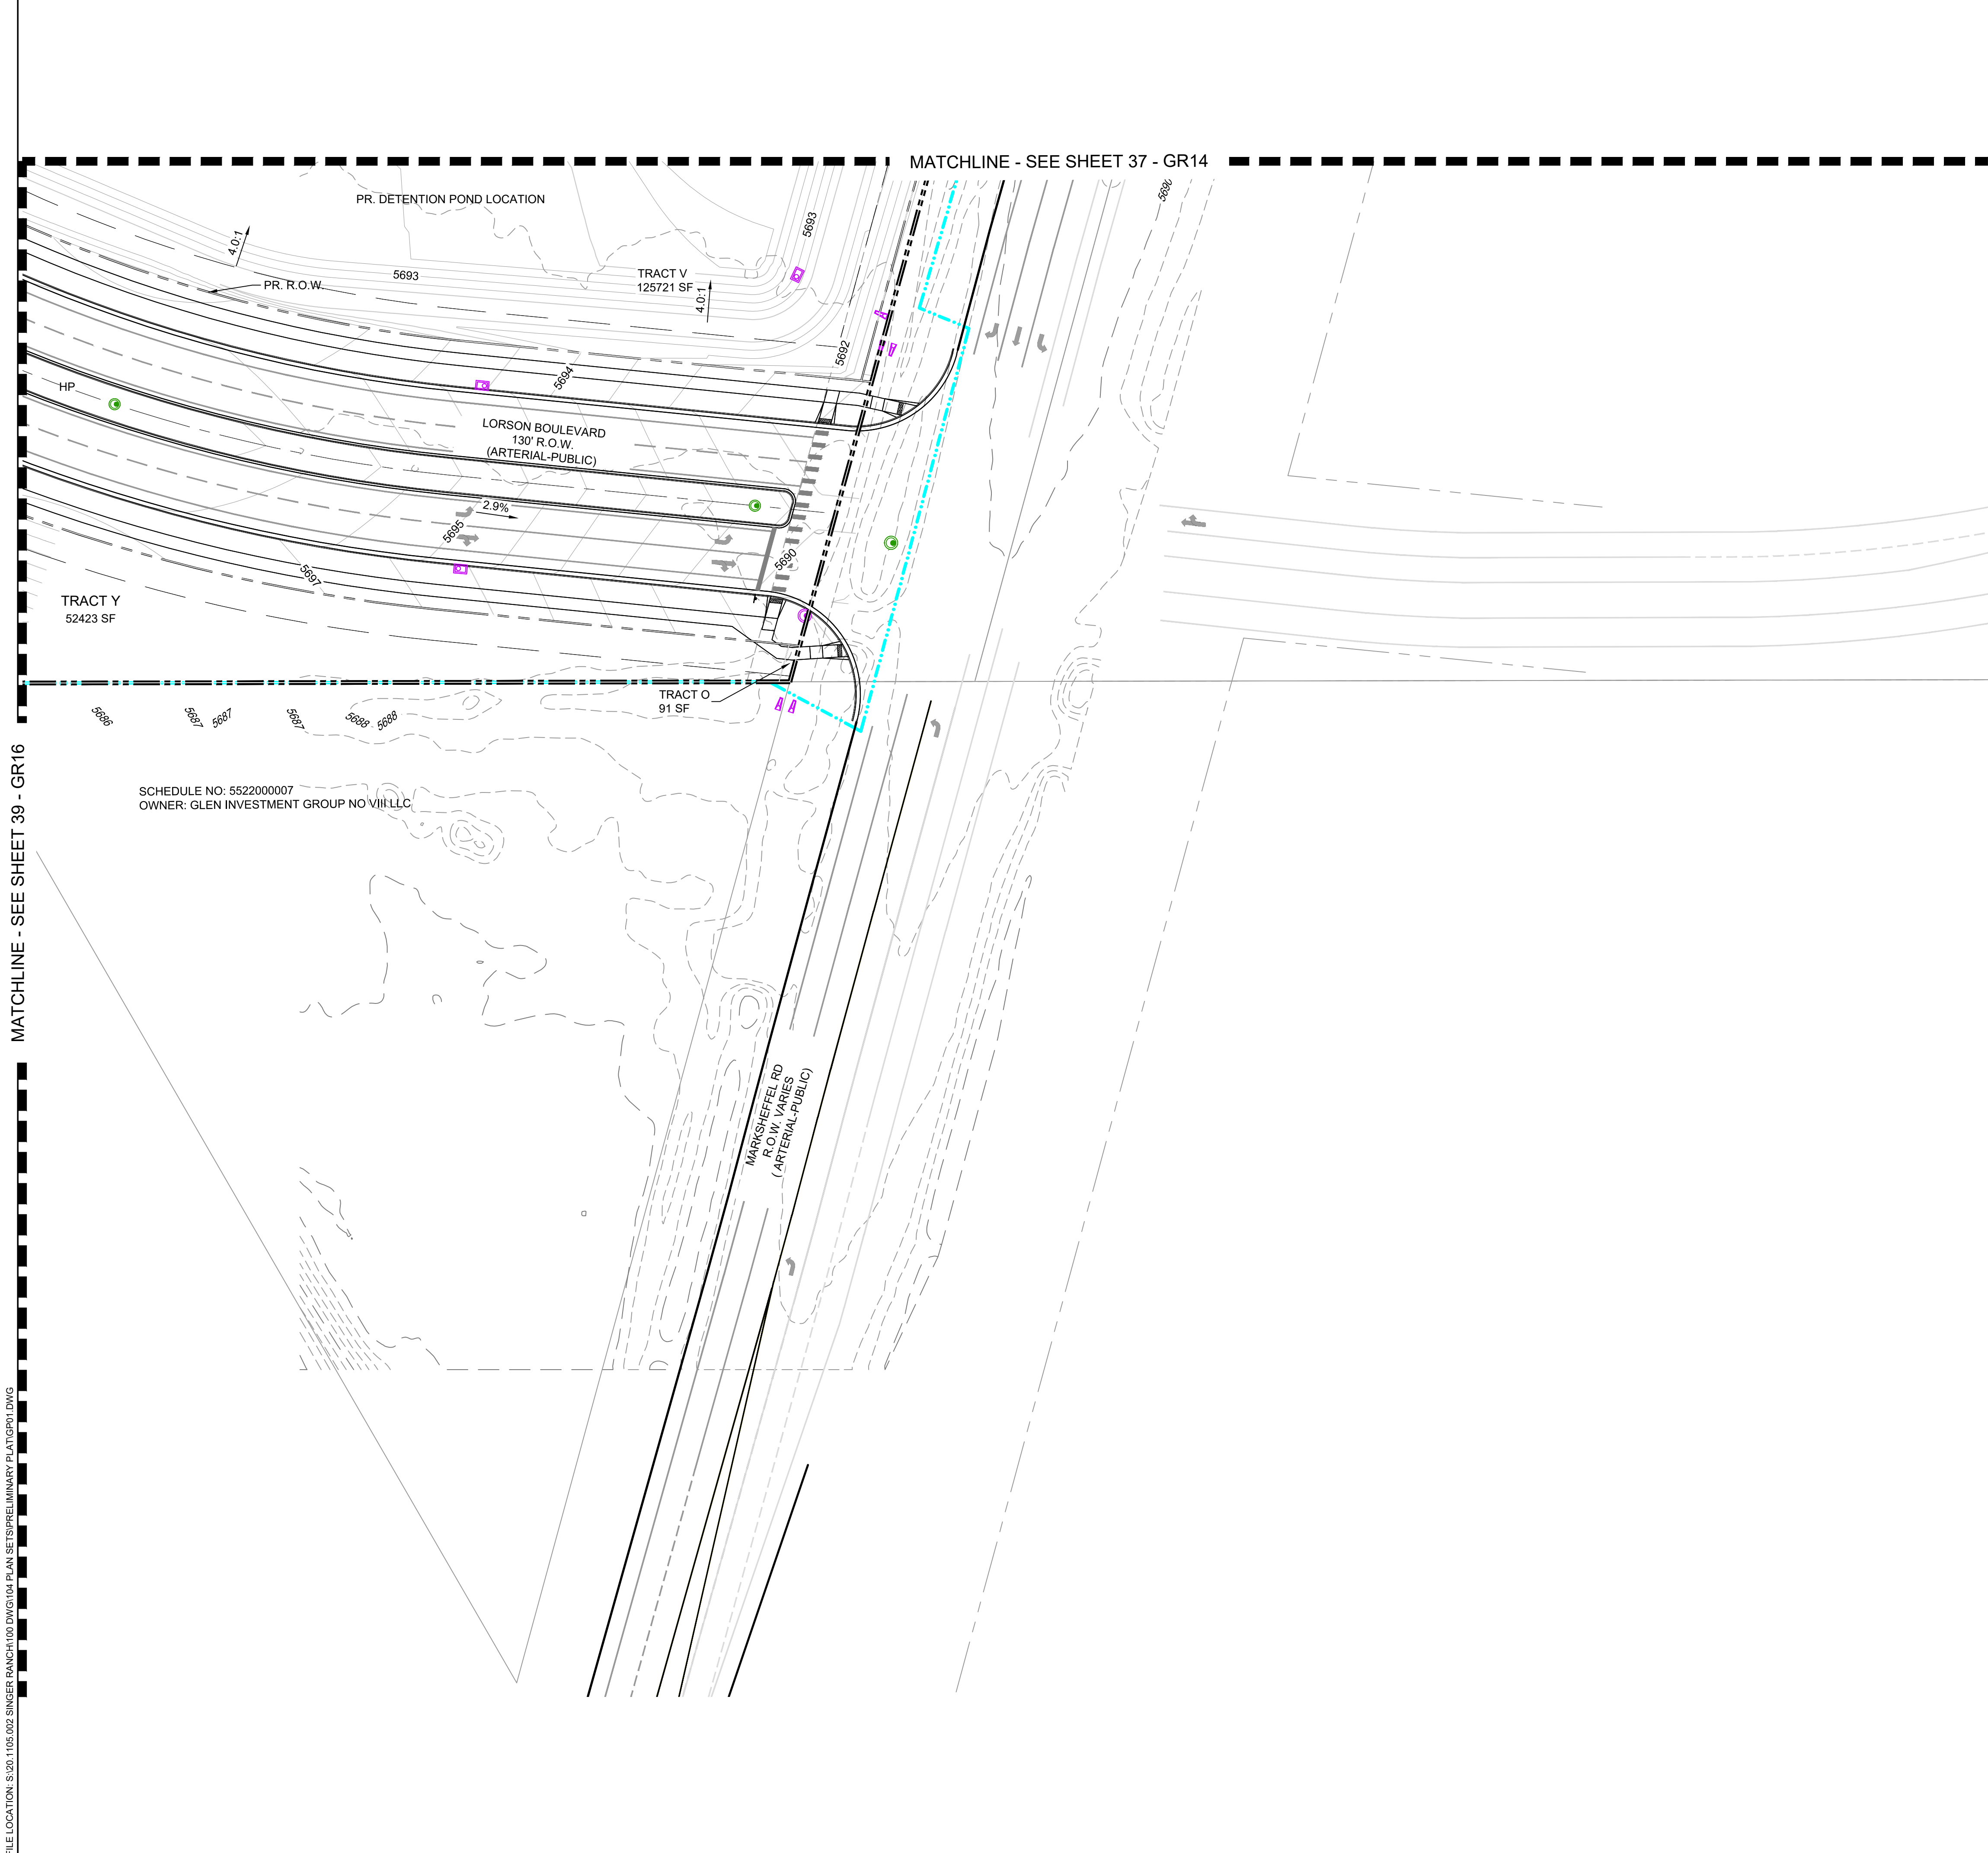 MATCHLINE - SEE SHEET 37 - GR14
PR. DETENTION POND LOCATION
5690
5693
4.0:1
5693
TRACT V
125721 SF
PR. R.O.W.
4.0:1
5692
5694
HP
LORSON BOULEVARD
130' R.O.W.
(ARTERIAL-PUBLIC)
2.9%
5695
5690
5697
TRACT Y
52423 SF
TRACT O
91 SF
5686
5687
5687
5687
5688
5688
MATCHLINE - SEE SHEET 39 - GR16
SCHEDULE NO: 5522000007
OWNER: GLEN INVESTMENT GROUP NO VIII LLC
MARKSHEFFEL RD
R.O.W. VARIES
( ARTERIAL-PUBLIC)
FILE LOCATION: S:\20.1105.002 SINGER RANCH\100 DWG\104 PLAN SETS\PRELIMINARY PLAT\GP01.DWG